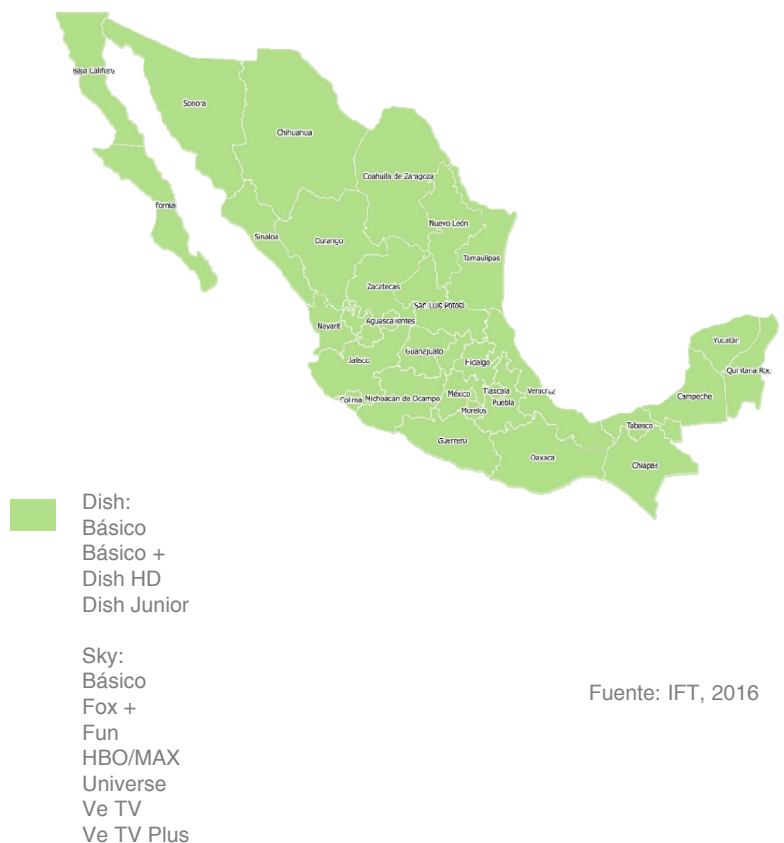 Baja Californi
Sonora
Chihuahua
Coahuila de Zaragoza
fornia
Nuevo León
Sinaloa
Durango
Tamaulipas
Zacatecas
San Luis Potosí
Nayarit
Aguascalientes
Yucatán
Jalisco
Guanajuato
Hidalgo
Quintana Roo
Colima
Michoacán de Ocampo
México
Tlaxcala
Veracruz
Campeche
Puebla
Morelos
Tabasco
Guerrero
Oaxaca
Chiapas
Dish:
Básico
Básico +
Dish HD
Dish Junior
Sky:
Básico
Fox +
Fun
HBO/MAX
Universe
Ve TV
Ve TV Plus
Fuente: IFT, 2016